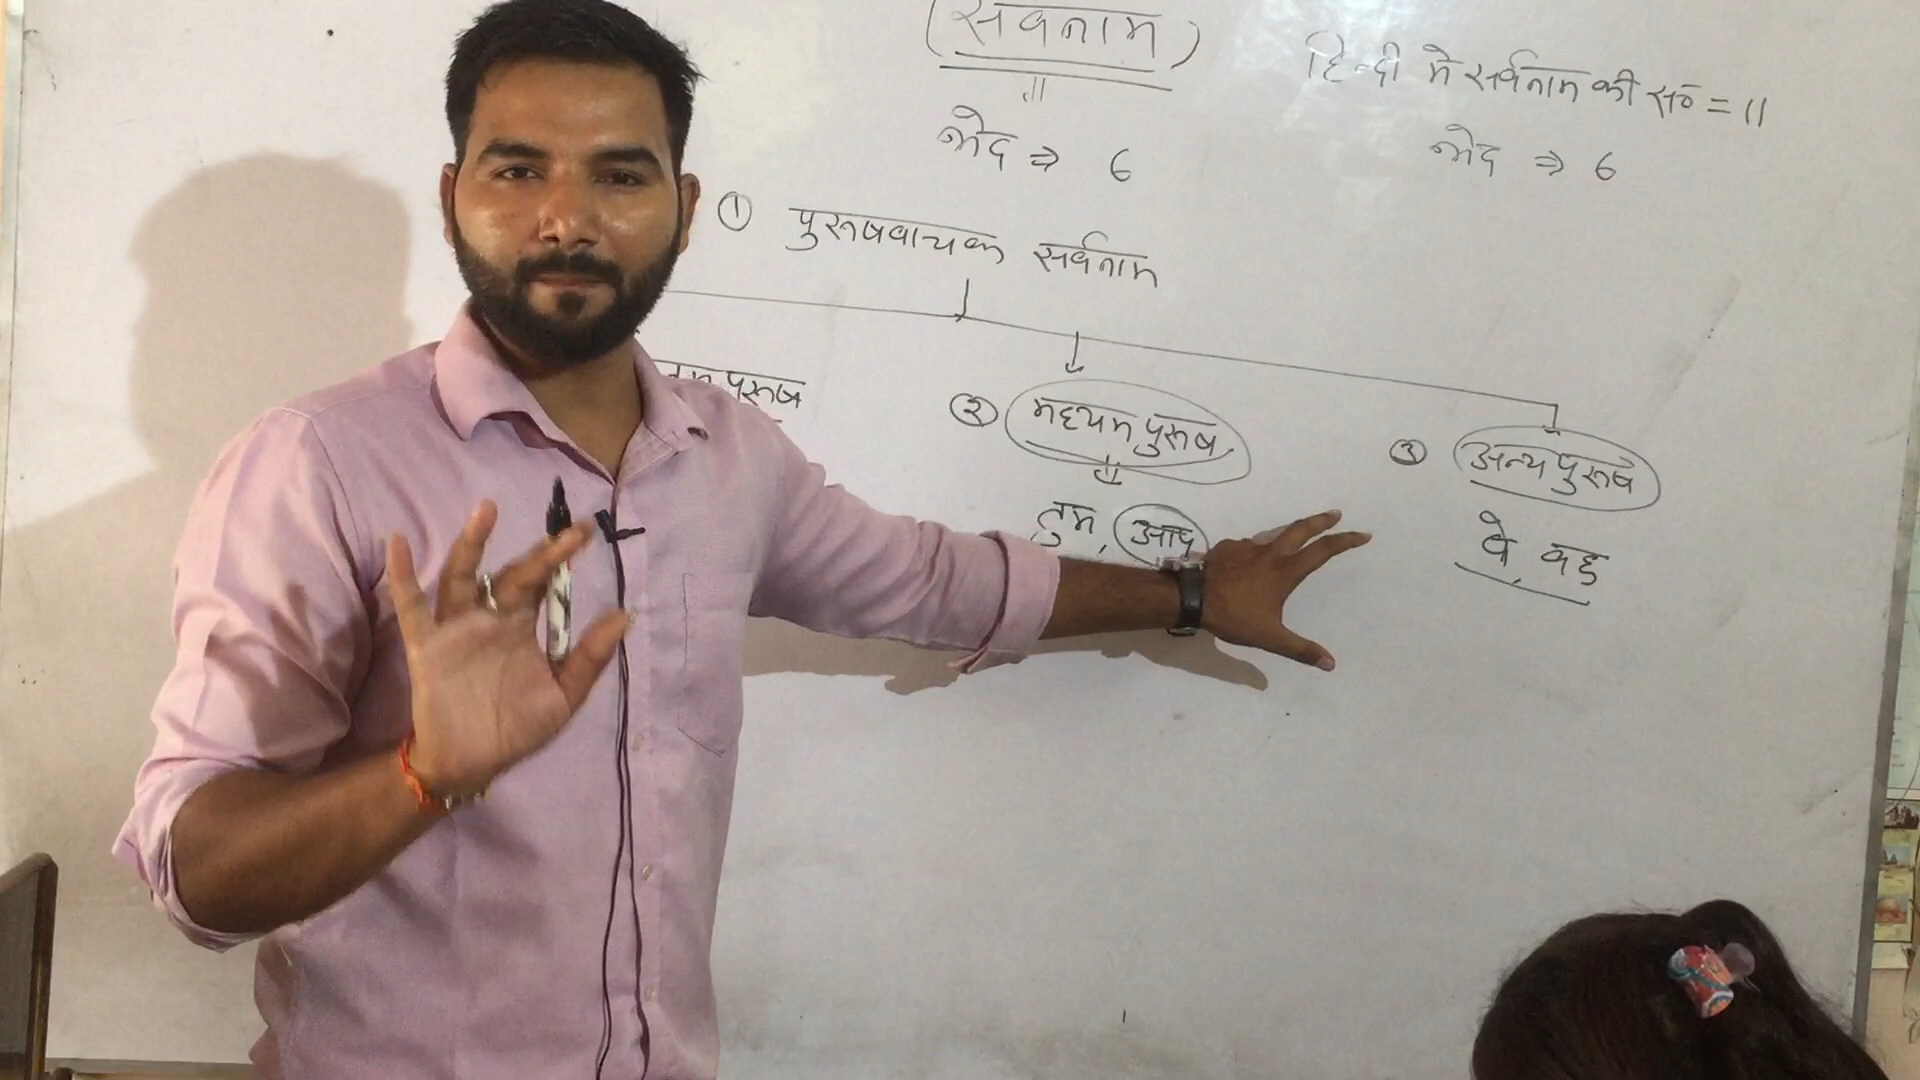 (सर्वनाम)
हिन्दी मे सर्वनाम की सं० = 11
भेद ⇒ 6
भेद ⇒ 6
① पुरूषवाचक सर्वनाम
पुरूष
② मध्यम पुरूष
③ अन्य पुरूष
तुम, आप
वे, वह